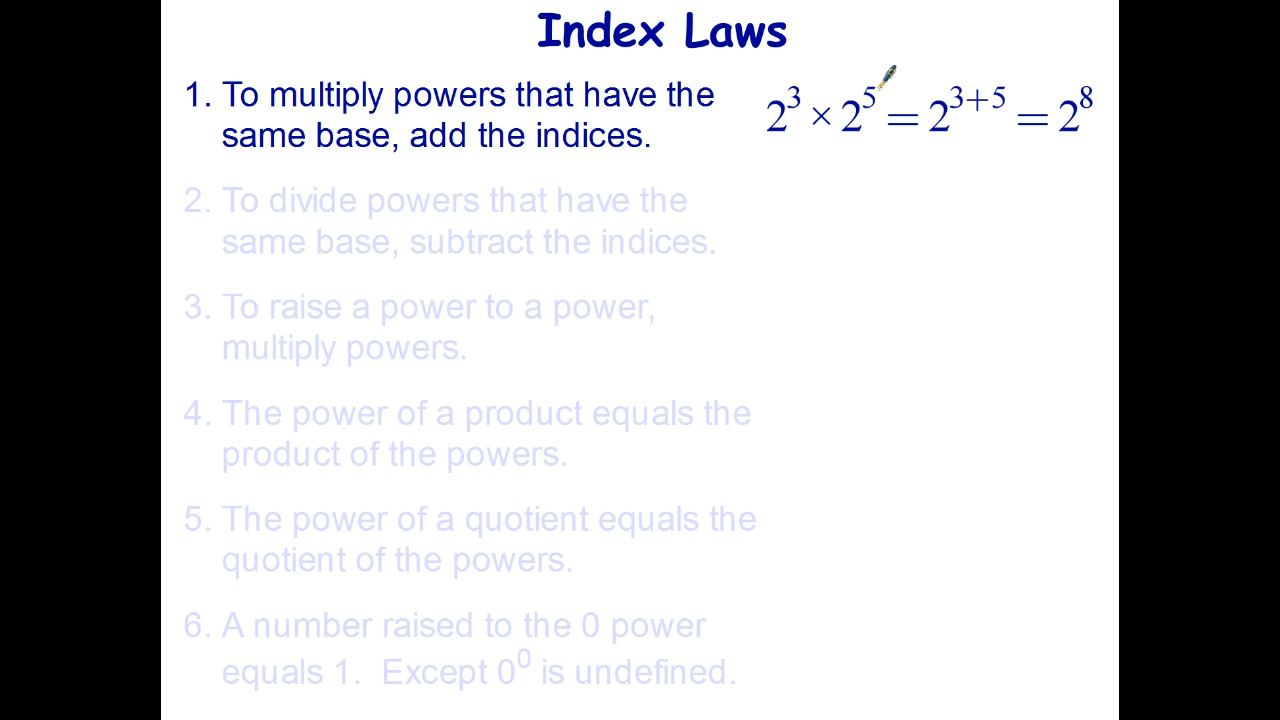 Index Laws
1. To multiply powers that have the
same base, add the indices.
2³ × 2⁵ = 2³⁺⁵ = 2⁸
2. To divide powers that have the
same base, subtract the indices.
3. To raise a power to a power,
multiply powers.
4. The power of a product equals the
product of the powers.
5. The power of a quotient equals the
quotient of the powers.
6. A number raised to the 0 power
equals 1. Except 0⁰ is undefined.